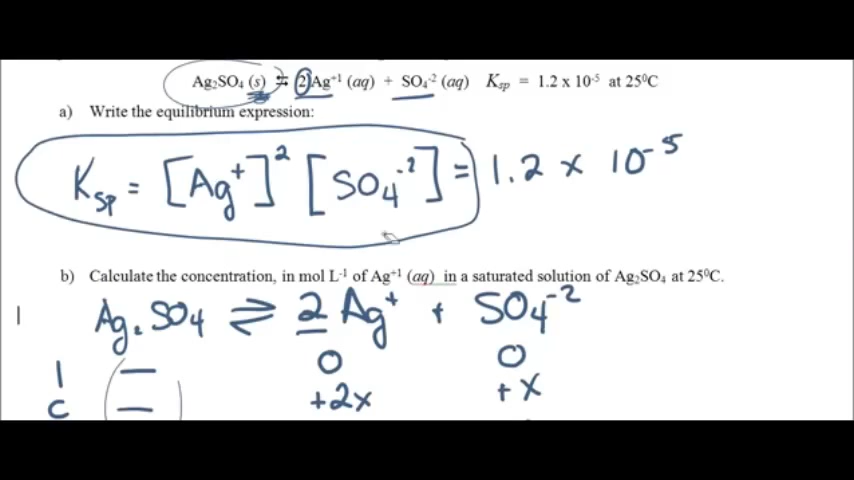 Ag₂SO₄ (s) ⇌ 2Ag⁺¹ (aq) + SO₄⁻² (aq) Kₛₚ = 1.2 x 10⁻⁵ at 25⁰C
a) Write the equilibrium expression:
Kₛₚ = [Ag⁺]² [SO₄⁻²] = 1.2 x 10⁻⁵
b) Calculate the concentration, in mol L⁻¹ of Ag⁺¹ (aq) in a saturated solution of Ag₂SO₄ at 25⁰C.
| Ag₂SO₄ ⇌ 2Ag⁺ + SO₄⁻²
I — 0 0
C — +2x +x